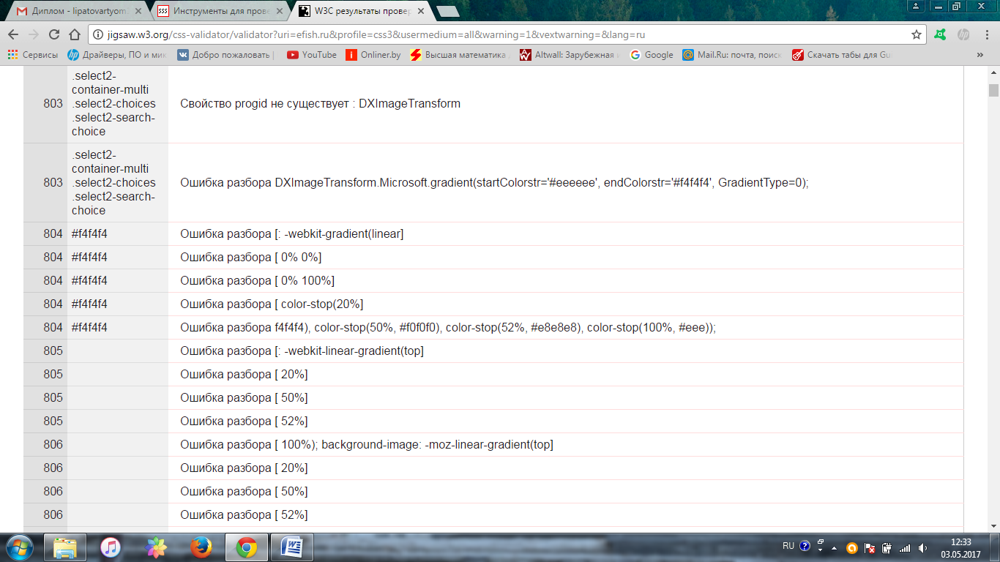 Диплом - lipatovartyom
Инструменты для прове
W3C результаты провер
jigsaw.w3.org/css-validator/validator?uri=efish.ru&profile=css3&usermedium=all&warning=1&vextwarning=&lang=ru
Сервисы
Драйверы, ПО и мик
Добро пожаловать |
YouTube
Onliner.by
Высшая математика
Altwall: Зарубежная
Google
Mail.Ru: почта, поиск
Скачать табы для Gu
»
.select2-
container-multi
803 .select2-choices Свойство progid не существует : DXImageTransform
.select2-search-
choice
.select2-
container-multi
803 .select2-choices Ошибка разбора DXImageTransform.Microsoft.gradient(startColorstr='#eeeeee', endColorstr='#f4f4f4', GradientType=0);
.select2-search-
choice
804 #f4f4f4 Ошибка разбора [: -webkit-gradient(linear]
804 #f4f4f4 Ошибка разбора [ 0% 0%]
804 #f4f4f4 Ошибка разбора [ 0% 100%]
804 #f4f4f4 Ошибка разбора [ color-stop(20%]
804 #f4f4f4 Ошибка разбора f4f4f4), color-stop(50%, #f0f0f0), color-stop(52%, #e8e8e8), color-stop(100%, #eee));
805 Ошибка разбора [: -webkit-linear-gradient(top]
805 Ошибка разбора [ 20%]
805 Ошибка разбора [ 50%]
805 Ошибка разбора [ 52%]
806 Ошибка разбора [ 100%); background-image: -moz-linear-gradient(top]
806 Ошибка разбора [ 20%]
806 Ошибка разбора [ 50%]
806 Ошибка разбора [ 52%]
RU
12:33
03.05.2017